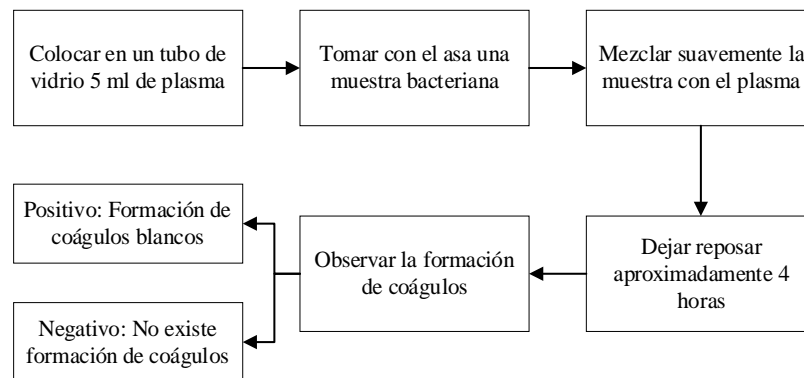 Colocar en un tubo de
vidrio 5 ml de plasma
Tomar con el asa una
muestra bacteriana
Mezclar suavemente la
muestra con el plasma
Dejar reposar
aproximadamente 4
horas
Observar la formación
de coágulos
Positivo: Formación de
coágulos blancos
Negativo: No existe
formación de coágulos